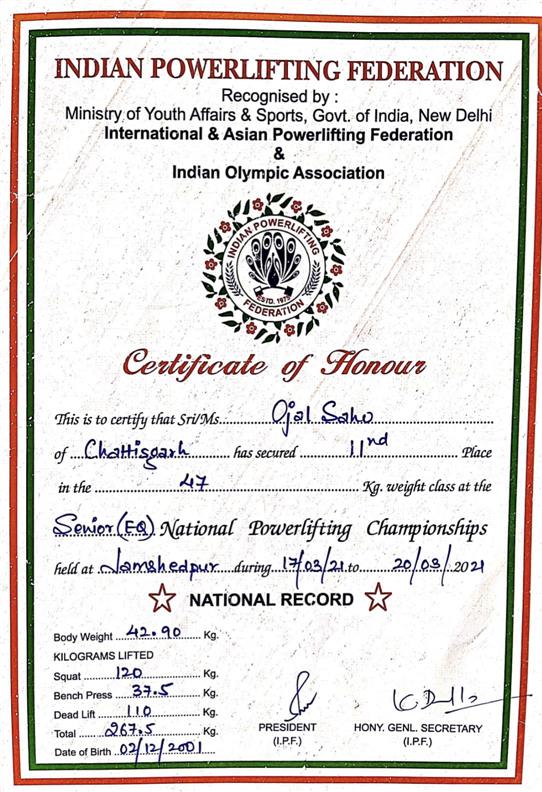 INDIAN POWERLIFTING FEDERATION
Recognised by :
Ministry of Youth Affairs & Sports, Govt. of India, New Delhi
International & Asian Powerlifting Federation
&
Indian Olympic Association
INDIAN POWERLIFTING
ESTD. 1973
FEDERATION
Certificate of Honour
This is to certify that Sri/Ms. Ojal Sahu
of Chattisgarh has secured 11nd Place
in the 47 Kg. weight class at the
Senior (EQ) National Powerlifting Championships
held at Jamshedpur during 17/03/21 to 20/03/ 2021
NATIONAL RECORD
Body Weight 42.90 Kg.
KILOGRAMS LIFTED
Squat 120 Kg.
Bench Press 37.5 Kg.
Dead Lift 110 Kg.
Total 267.5 Kg.
Date of Birth 02/12/2001
PRESIDENT
(I.P.F.)
HONY. GENL. SECRETARY
(I.P.F.)